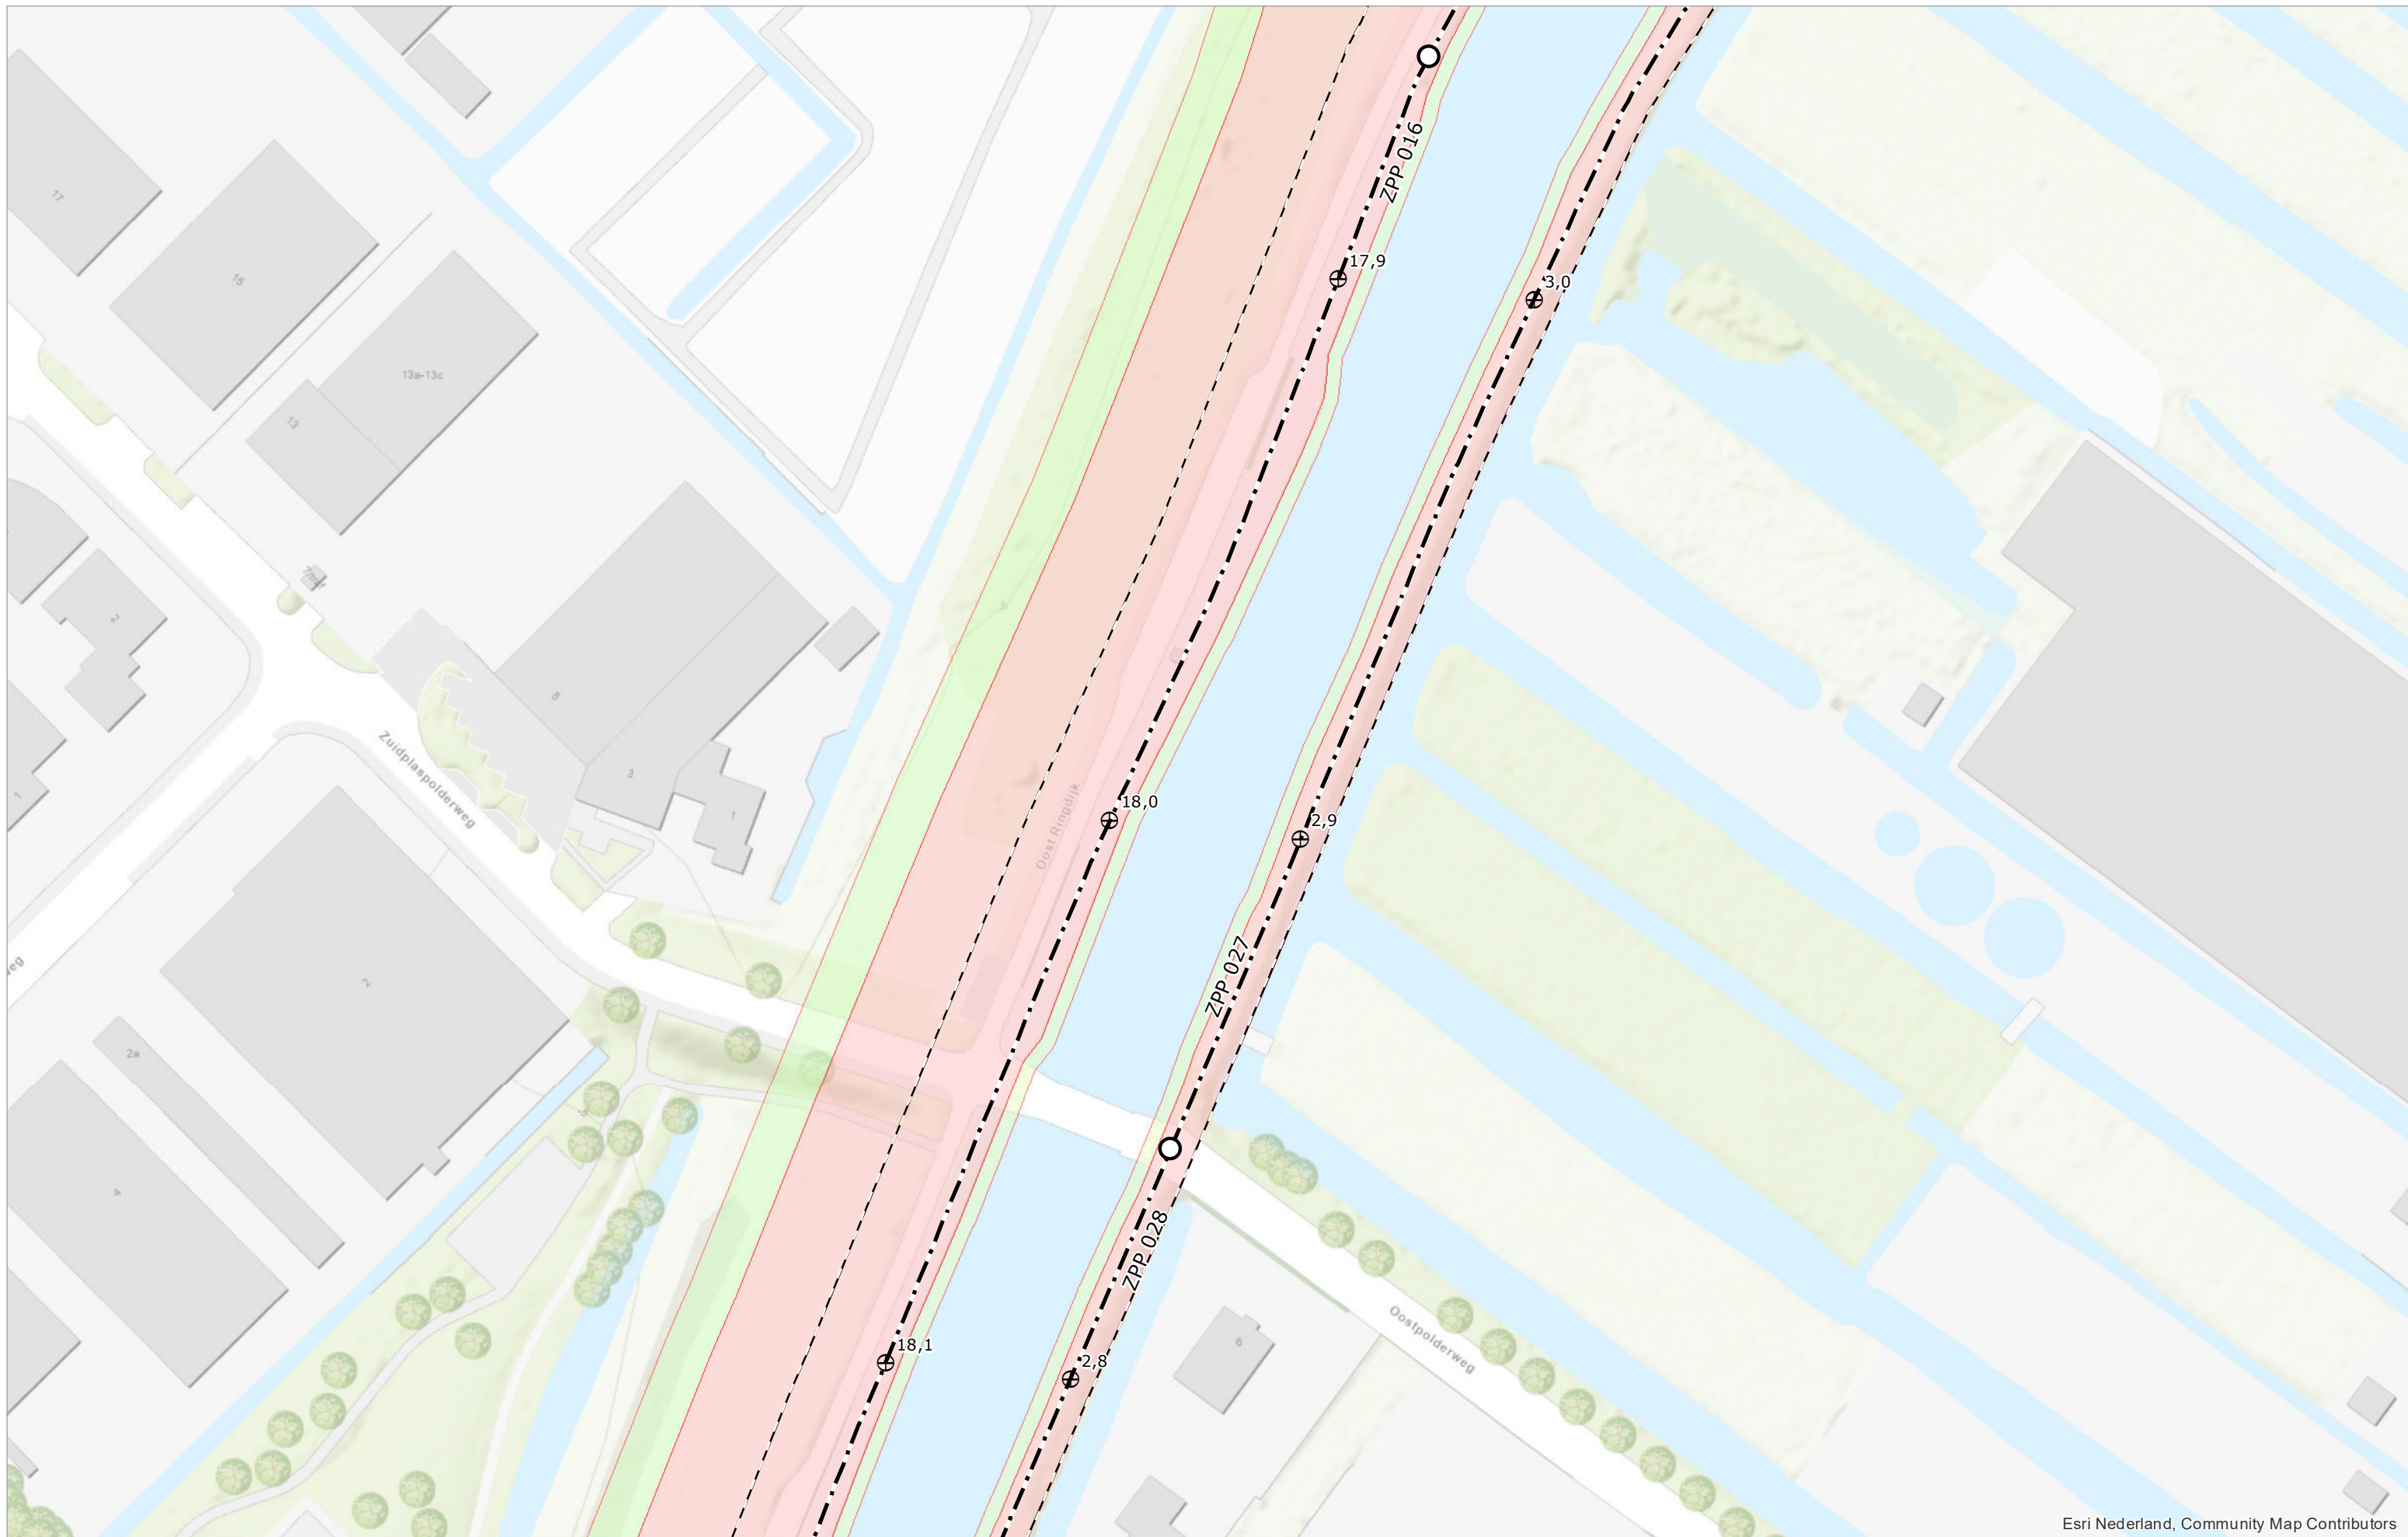 ZPP 016
17,9
3,0
17
15
13a-13c
13
2
5
3
1
1
Zuidplaspolderweg
Oost Ringdijk
18,0
2,9
ZPP 027
eg
2
2a
4
ZPP 028
18,1
2,8
6
Oostpolderweg
Esri Nederland, Community Map Contributors